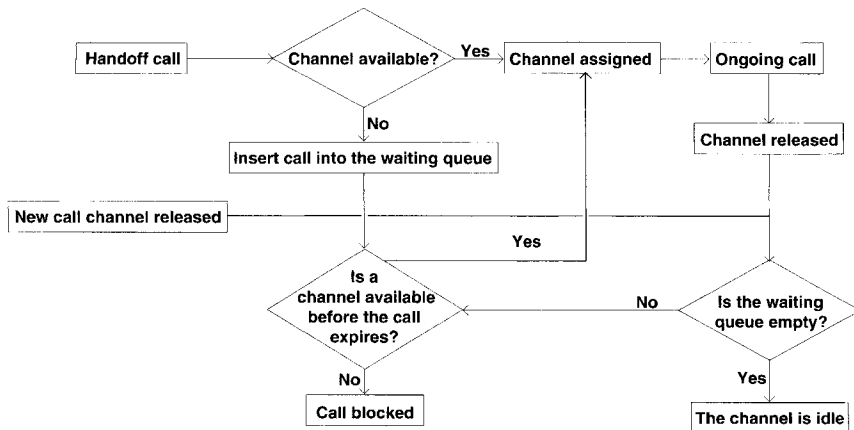 Handoff call
Channel available?
Yes
Channel assigned
Ongoing call
No
Channel released
Insert call into the waiting queue
New call channel released
Yes
Is a
channel available
before the call
expires?
No
Is the waiting
queue empty?
No
Yes
Call blocked
The channel is idle